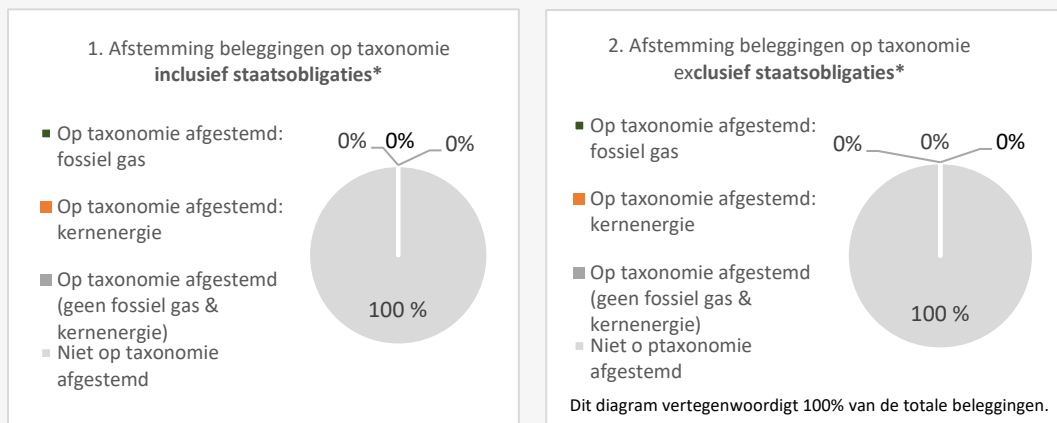 1. Afstemming beleggingen op taxonomie
inclusief staatsobligaties*
Op taxonomie afgestemd:
fossiel gas
Op taxonomie afgestemd:
kernenergie
Op taxonomie afgestemd
(geen fossiel gas &
kernenergie)
Niet op taxonomie
afgestemd
0% 0% 0%
100 %
2. Afstemming beleggingen op taxonomie
exclusief staatsobligaties*
Op taxonomie afgestemd:
fossiel gas
Op taxonomie afgestemd:
kernenergie
Op taxonomie afgestemd
(geen fossiel gas &
kernenergie)
Niet o ptaxonomie
afgestemd
0% 0% 0%
100 %
Dit diagram vertegenwoordigt 100% van de totale beleggingen.